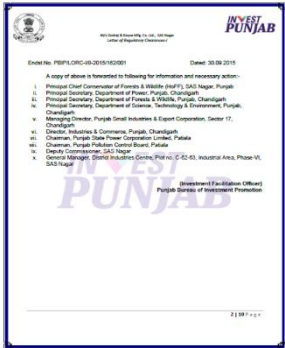 INVEST
PUNJAB
Letter of Regulatory Clearance
Endst No. PBIP/LORC-II0-2015/162/001 Dated: 30.09.2015
A copy of above is forwarded to following for information and necessary action:-
i. Principal Chief Conservator of Forests & Wildlife (HoFF), SAS Nagar, Punjab
ii. Principal Secretary, Department of Power, Punjab, Chandigarh
iii. Principal Secretary, Department of Forests & Wildlife, Punjab, Chandigarh
iv. Principal Secretary, Department of Science, Technology & Environment, Punjab,
Chandigarh
v. Managing Director, Punjab Small Industries & Export Corporation, Sector 17,
Chandigarh
vi. Director, Industries & Commerce, Punjab, Chandigarh
vii. Chairman, Punjab State Power Corporation Limited, Patiala
viii. Chairman, Punjab Pollution Control Board, Patiala
ix. Deputy Commissioner, SAS Nagar
x. General Manager, District Industries Centre, Plot no. C-62-63, Industrial Area, Phase-VI,
SAS Nagar
INVEST
PUNJAB
(Investment Facilitation Officer)
Punjab Bureau of Investment Promotion
2 | 10 Page